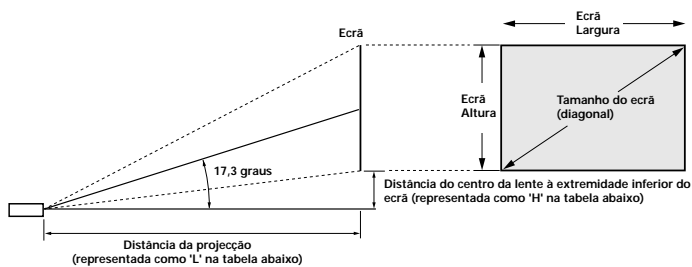 Ecrã
Ecrã
Largura
Ecrã
Altura
Tamanho do ecrã
(diagonal)
17,3 graus
Distância do centro da lente à extremidade inferior do
ecrã (representada como 'H' na tabela abaixo)
Distância da projecção
(representada como 'L' na tabela abaixo)